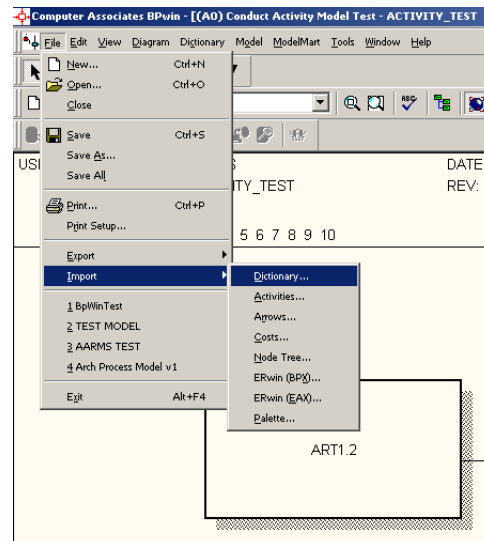 Computer Associates BPwin - [(A0) Conduct Activity Model Test - ACTIVITY_TEST
File Edit View Diagram Dictionary Model ModelMart Tools Window Help
New... Ctrl+N
Open... Ctrl+O
Close
Save Ctrl+S
Save As...
Save All
Print... Ctrl+P
Print Setup...
Export
Import
1 BpWinTest
2 TEST MODEL
3 AARMS TEST
4 Arch Process Model v1
Exit Alt+F4
Dictionary...
Activities...
Arrows...
Costs...
Node Tree...
ERwin (BPX)...
ERwin (EAX)...
Palette...
ABC
DATE
ITY_TEST REV:
5 6 7 8 9 10
ART1.2